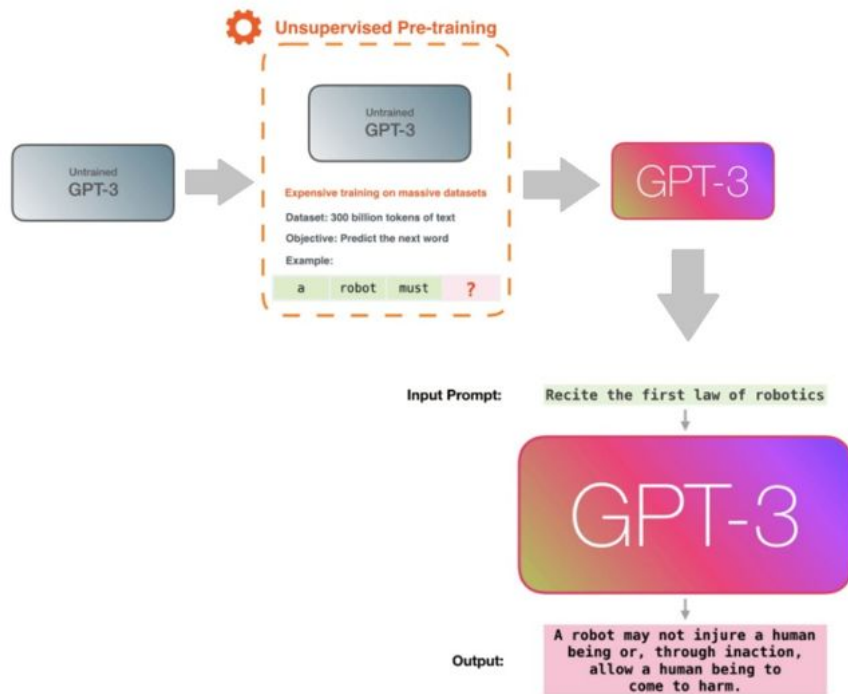 Unsupervised Pre-training
Untrained
GPT-3
Untrained
GPT-3
Expensive training on massive datasets
Dataset: 300 billion tokens of text
Objective: Predict the next word
Example:
a robot must ?
GPT-3
Input Prompt: Recite the first law of robotics
GPT-3
Output: A robot may not injure a human
being or, through inaction,
allow a human being to
come to harm.